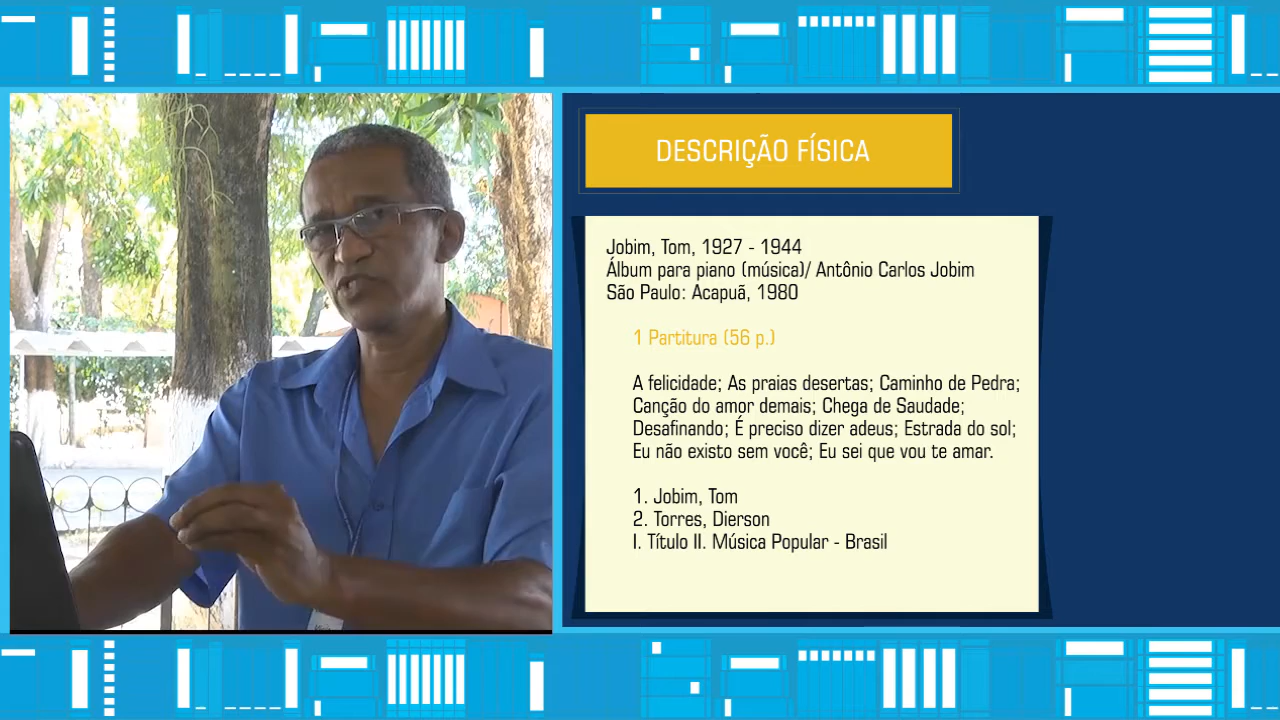 DESCRIÇÃO FÍSICA
Jobim, Tom, 1927 - 1944
Álbum para piano (música)/ Antônio Carlos Jobim
São Paulo: Acapuã, 1980
1 Partitura (56 p.)
A felicidade; As praias desertas; Caminho de Pedra;
Canção do amor demais; Chega de Saudade;
Desafinando; É preciso dizer adeus; Estrada do sol;
Eu não existo sem você; Eu sei que vou te amar.
1. Jobim, Tom
2. Torres, Dierson
I. Título II. Música Popular - Brasil